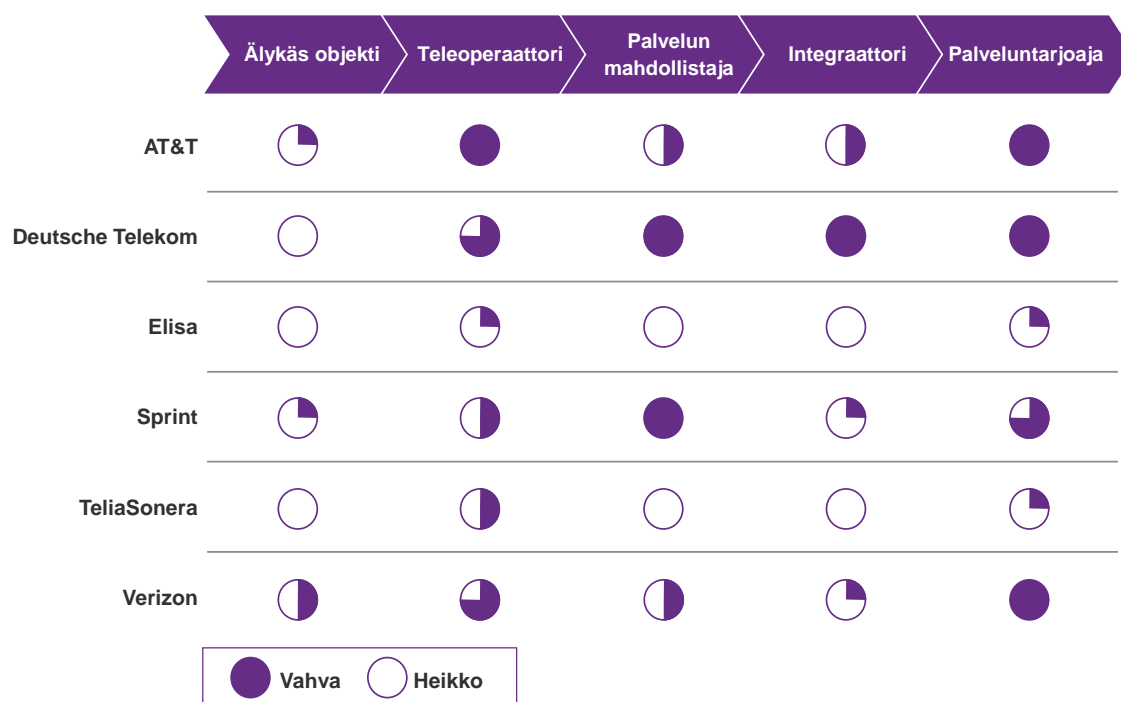 Älykäs objekti
Teleoperaattori
Palvelun
mahdollistaja
Integraattori
Palveluntarjoaja
AT&T
Deutsche Telekom
Elisa
Sprint
TeliaSonera
Verizon
Vahva
Heikko